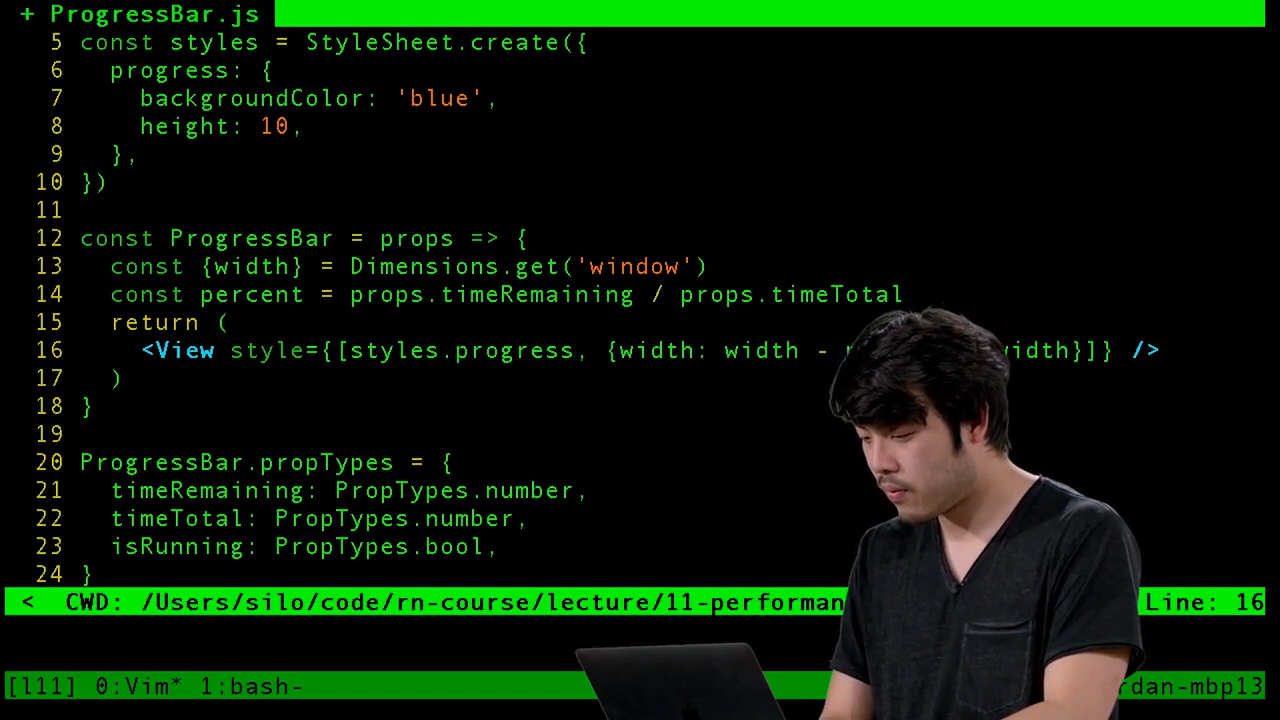 + ProgressBar.js
5 const styles = StyleSheet.create({
6 progress: {
7 backgroundColor: 'blue',
8 height: 10,
9 },
10 })
11
12 const ProgressBar = props => {
13 const {width} = Dimensions.get('window')
14 const percent = props.timeRemaining / props.timeTotal
15 return (
16 <View style={[styles.progress, {width: width - width}]} />
17 )
18 }
19
20 ProgressBar.propTypes = {
21 timeRemaining: PropTypes.number,
22 timeTotal: PropTypes.number,
23 isRunning: PropTypes.bool,
24 }
< CWD: /Users/silo/code/rn-course/lecture/11-performan Line: 16
[l11] 0:Vim* 1:bash- rdan-mbp13